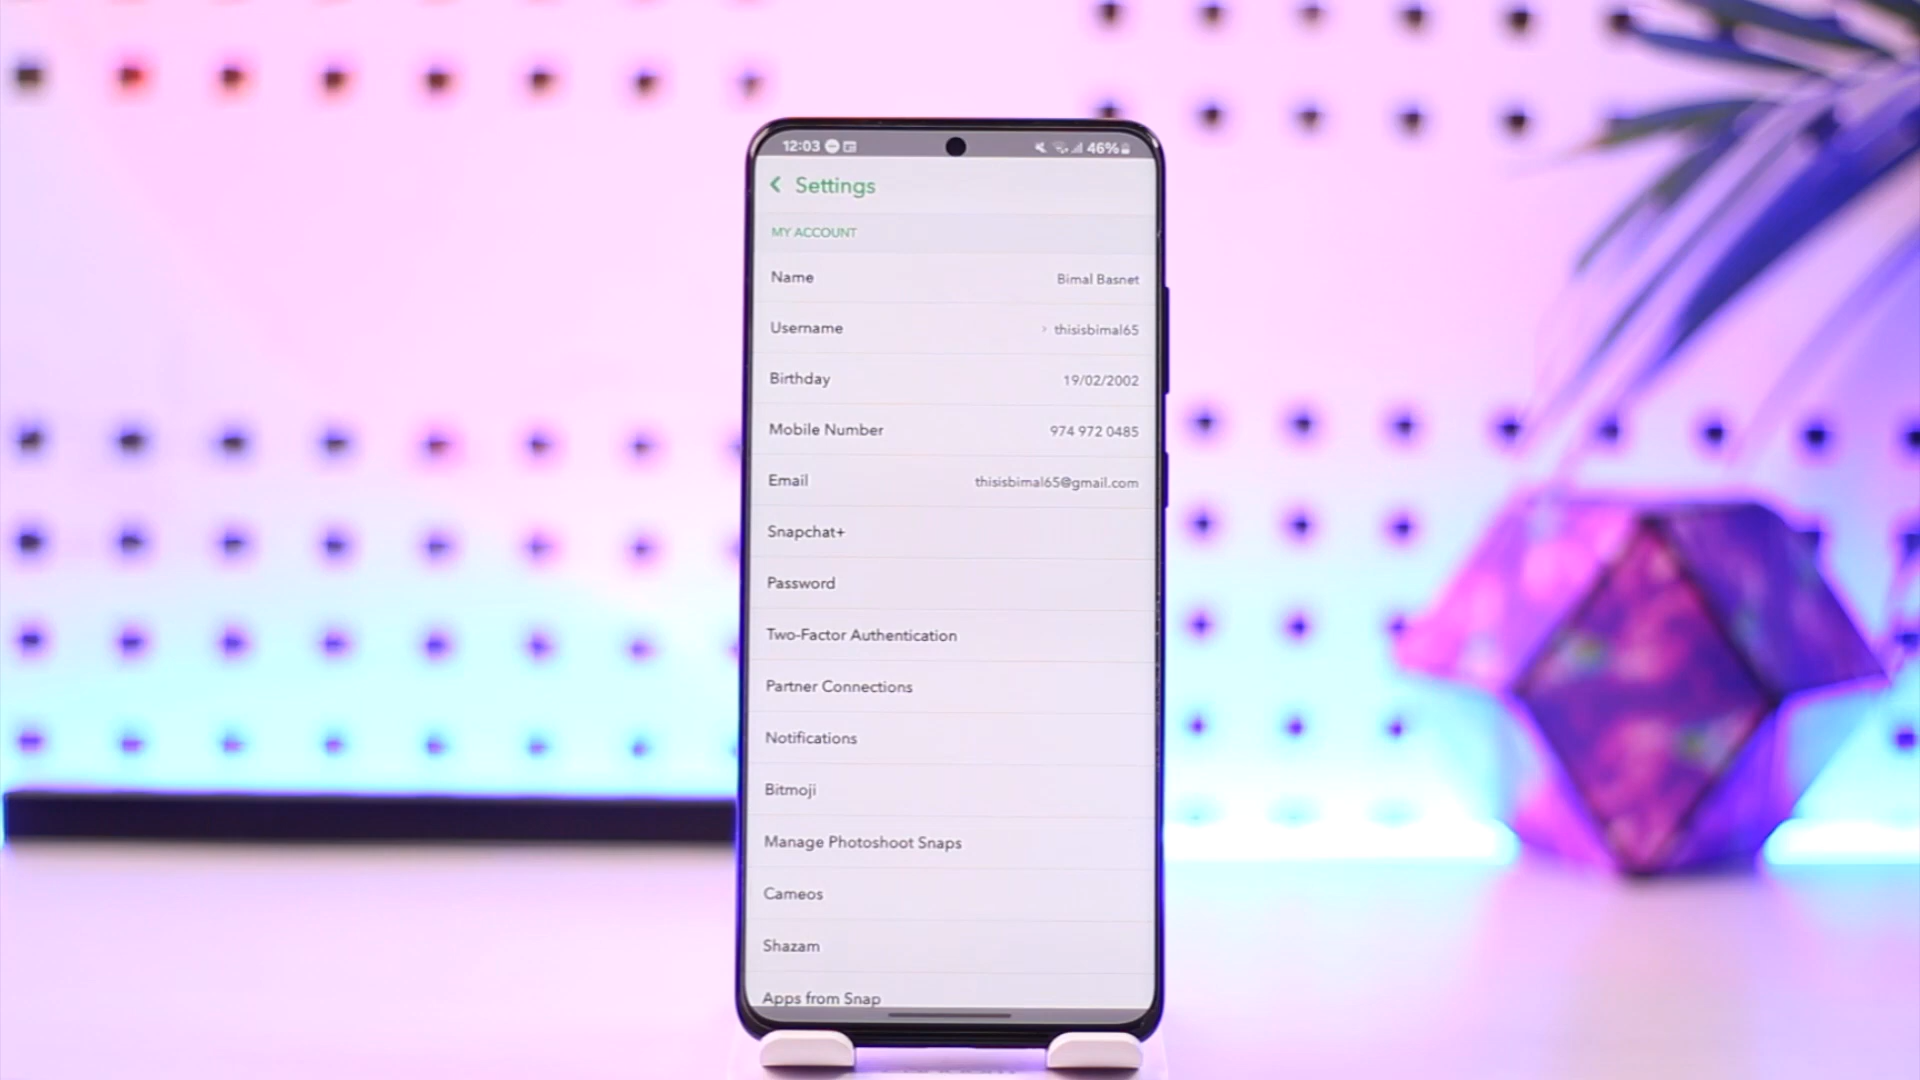 12:03 46%
Settings
MY ACCOUNT
Name Bimal Basnet
Username > thisisbimal65
Birthday 19/02/2002
Mobile Number 974 972 0485
Email thisisbimal65@gmail.com
Snapchat+
Password
Two-Factor Authentication
Partner Connections
Notifications
Bitmoji
Manage Photoshoot Snaps
Cameos
Shazam
Apps from Snap